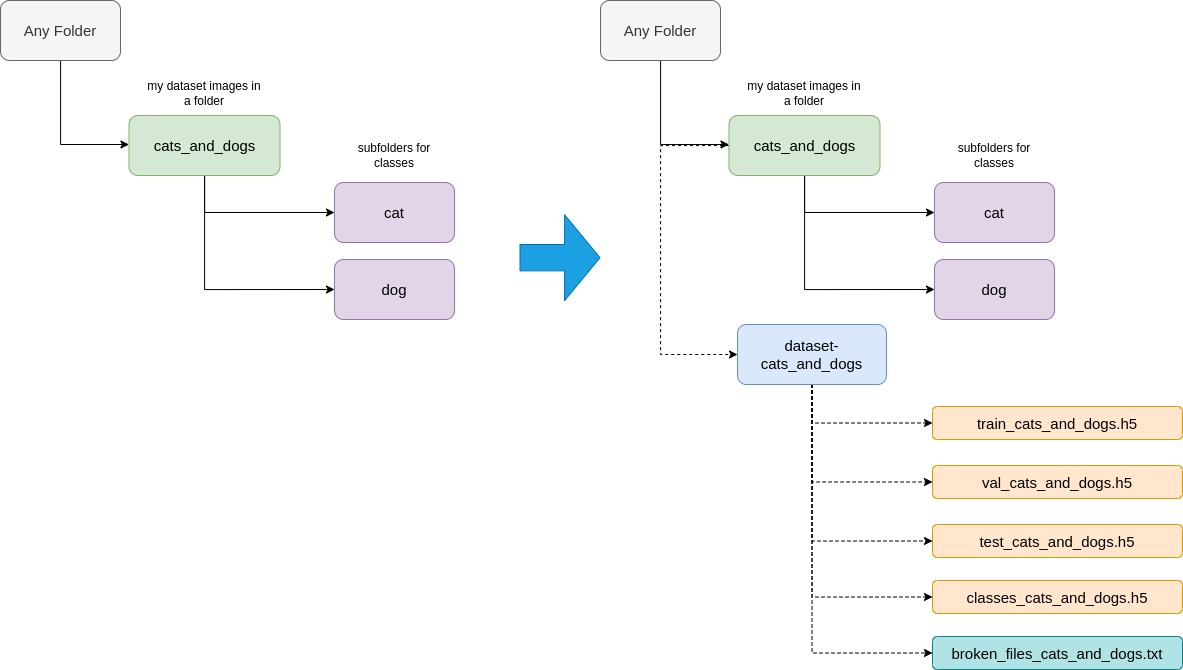 Any Folder
my dataset images in
a folder
cats_and_dogs
subfolders for
classes
cat
dog
Any Folder
my dataset images in
a folder
cats_and_dogs
subfolders for
classes
cat
dog
dataset-
cats_and_dogs
train_cats_and_dogs.h5
val_cats_and_dogs.h5
test_cats_and_dogs.h5
classes_cats_and_dogs.h5
broken_files_cats_and_dogs.txt